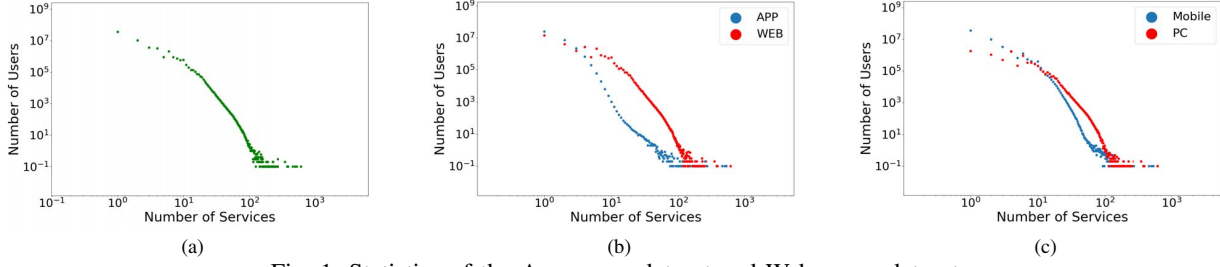 10^9
10^7
10^5
10^3
10^1
10^-1
Number of Users
10^-1 10^0 10^1 10^2 10^3
Number of Services
(a)
10^9
10^7
10^5
10^3
10^1
10^-1
Number of Users
APP
WEB
10^0 10^1 10^2 10^3
Number of Services
(b)
10^9
10^7
10^5
10^3
10^1
10^-1
Number of Users
Mobile
PC
10^0 10^1 10^2 10^3
Number of Services
(c)